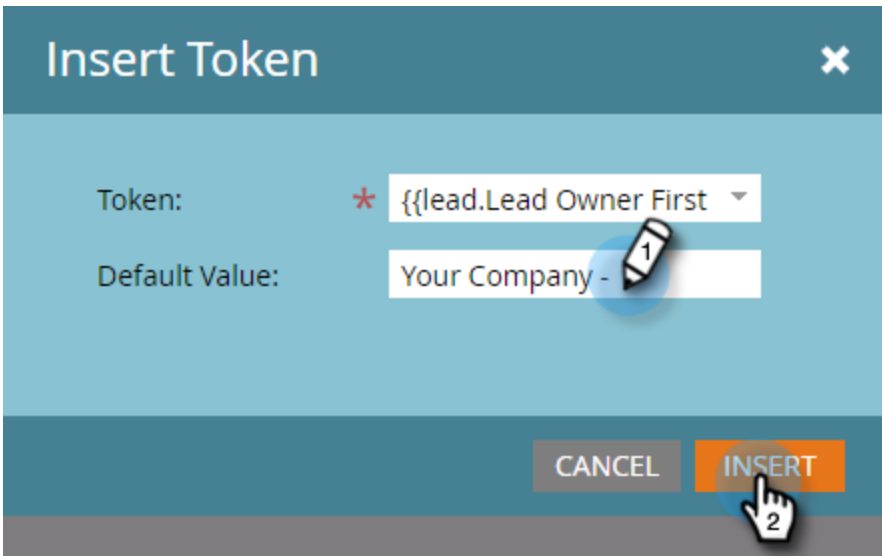 Insert Token
Token: * {{lead.Lead Owner First
1
Default Value: Your Company -
CANCEL INSERT
2